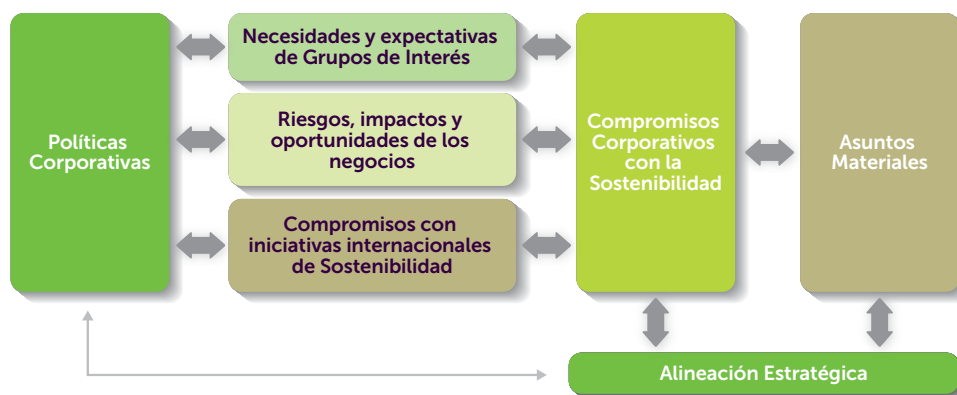 Políticas
Corporativas
Necesidades y expectativas
de Grupos de Interés
Riesgos, impactos y
oportunidades de los
negocios
Compromisos con
iniciativas internacionales
de Sostenibilidad
Compromisos
Corporativos
con la
Sostenibilidad
Asuntos
Materiales
Alineación Estratégica